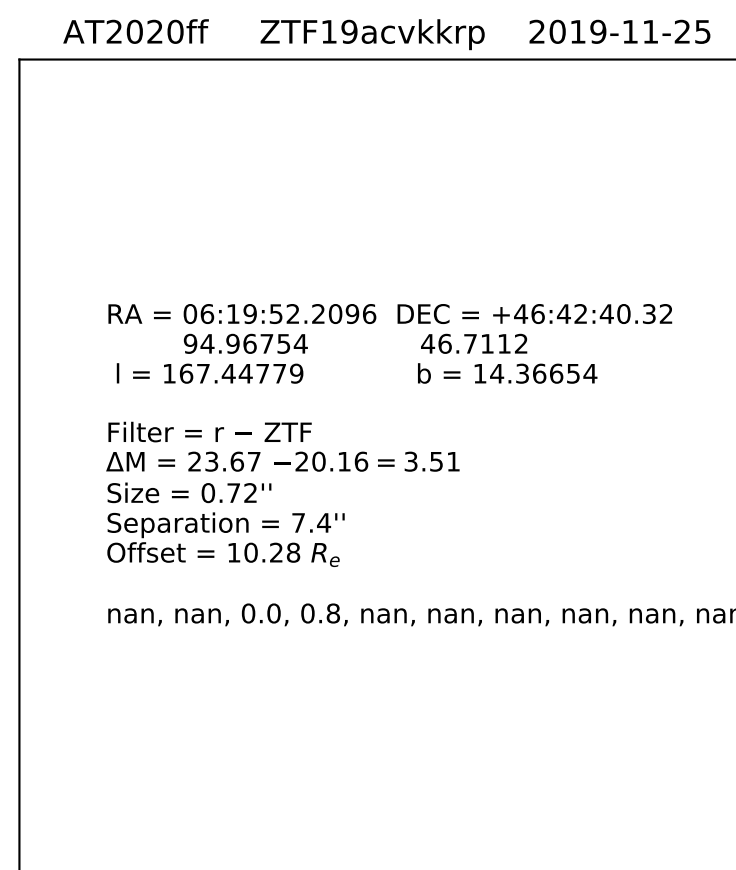 AT2020ff ZTF19acvkkrp 2019-11-25
RA = 06:19:52.2096 DEC = +46:42:40.32
94.96754 46.7112
l = 167.44779 b = 14.36654
Filter = r − ZTF
ΔM = 23.67 −20.16 = 3.51
Size = 0.72''
Separation = 7.4''
Offset = 10.28 Re
nan, nan, 0.0, 0.8, nan, nan, nan, nan, nan, nan